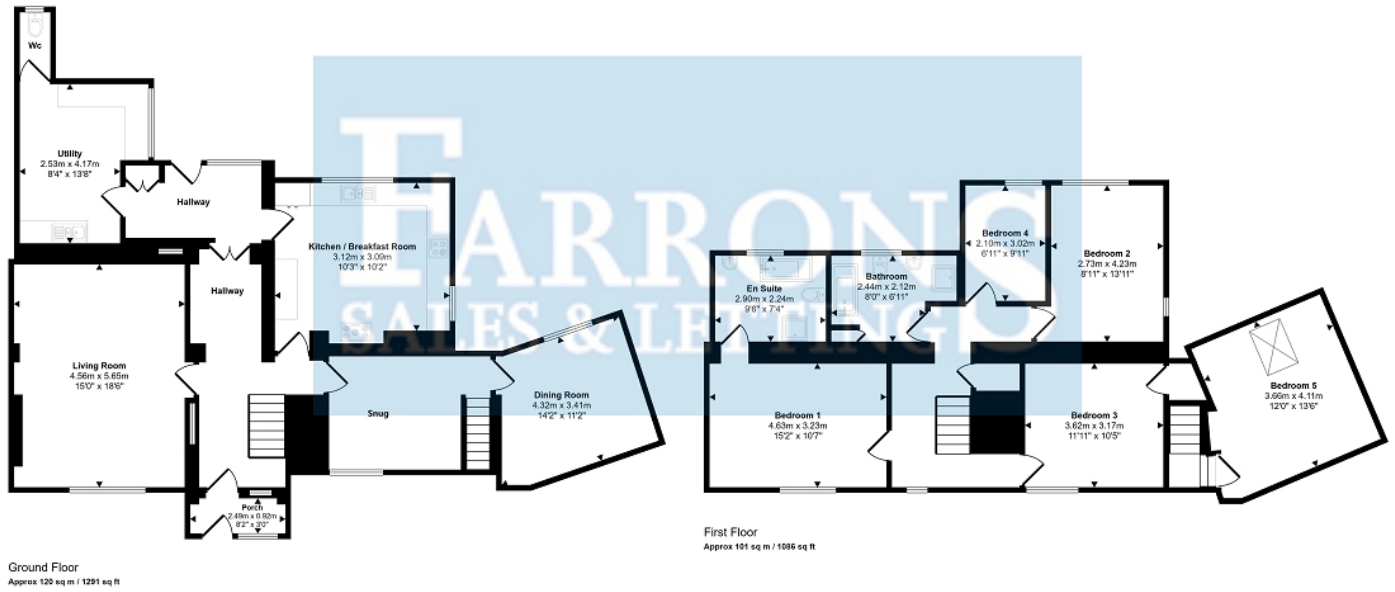 Wc
Utility
2.53m x 4.17m
8'4" x 13'8"
Hallway
Kitchen / Breakfast Room
3.12m x 3.09m
10'3" x 10'2"
Hallway
Living Room
4.56m x 5.65m
15'0" x 18'6"
Snug
Dining Room
4.32m x 3.41m
14'2" x 11'2"
Porch
2.49m x 0.92m
8'2" x 3'0"
Ground Floor
Approx 120 sq m / 1291 sq ft
FARRONS
SALES & LETTINGS
Bedroom 4
2.10m x 3.02m
6'11" x 9'11"
Bedroom 2
2.73m x 4.23m
8'11" x 13'11"
En Suite
2.90m x 2.24m
9'6" x 7'4"
Bathroom
2.44m x 2.12m
8'0" x 6'11"
Bedroom 1
4.63m x 3.23m
15'2" x 10'7"
Bedroom 3
3.62m x 3.17m
11'11" x 10'5"
Bedroom 5
3.66m x 4.11m
12'0" x 13'6"
First Floor
Approx 101 sq m / 1086 sq ft